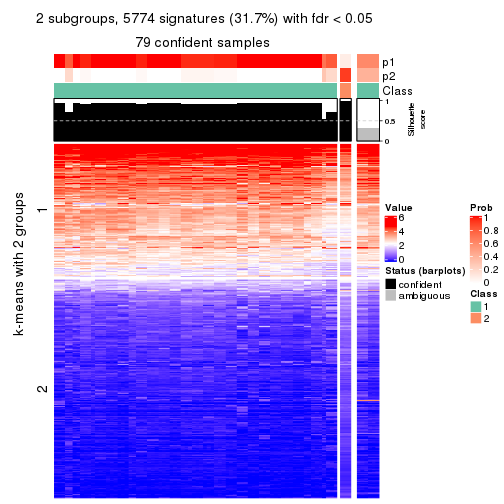 2 subgroups, 5774 signatures (31.7%) with fdr < 0.05
79 confident samples
p1
p2
Class
1
0.5
0
Silhouette
score
k-means with 2 groups
1
2
Value
6
4
2
0
Status (barplots)
confident
ambiguous
Prob
1
0.8
0.6
0.4
0.2
0
Class
1
2